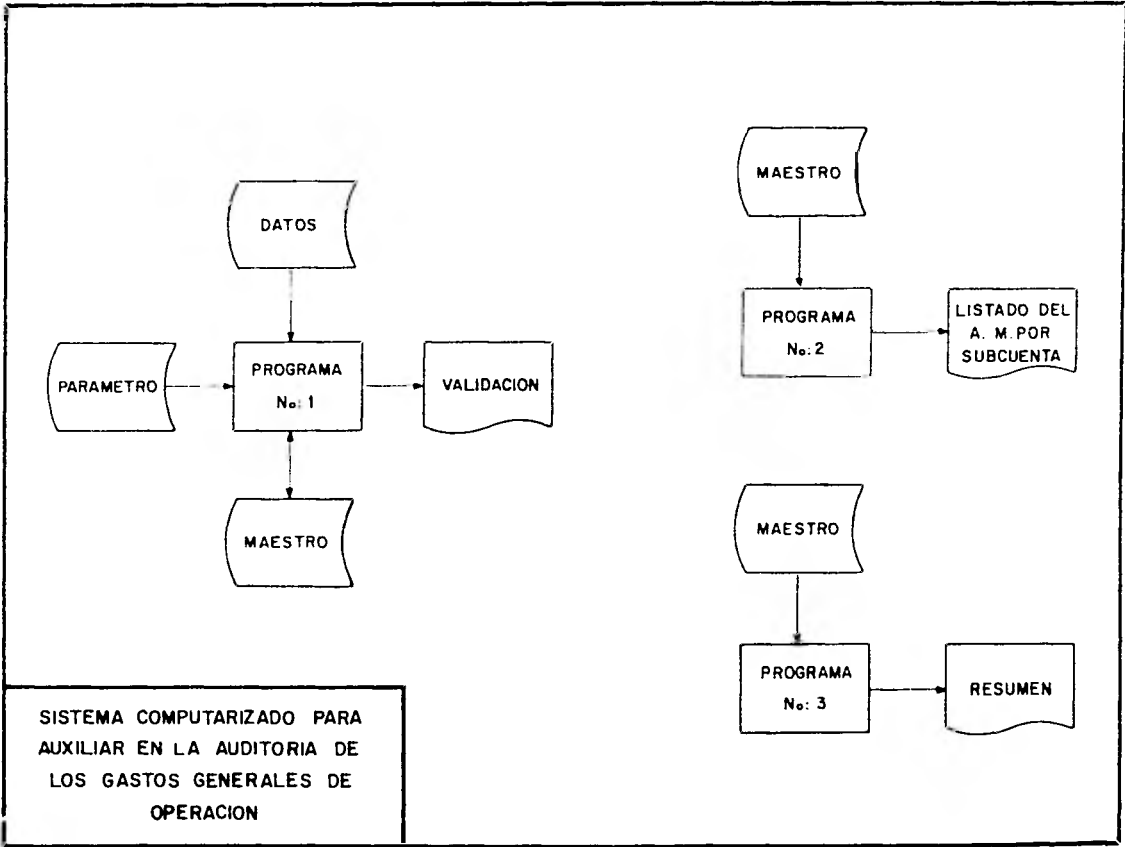 DATOS
PARAMETRO
PROGRAMA
No: 1
VALIDACION
MAESTRO
MAESTRO
PROGRAMA
No: 2
LISTADO DEL
A. M. POR
SUBCUENTA
MAESTRO
PROGRAMA
No: 3
RESUMEN
SISTEMA COMPUTARIZADO PARA
AUXILIAR EN LA AUDITORIA DE
LOS GASTOS GENERALES DE
OPERACION